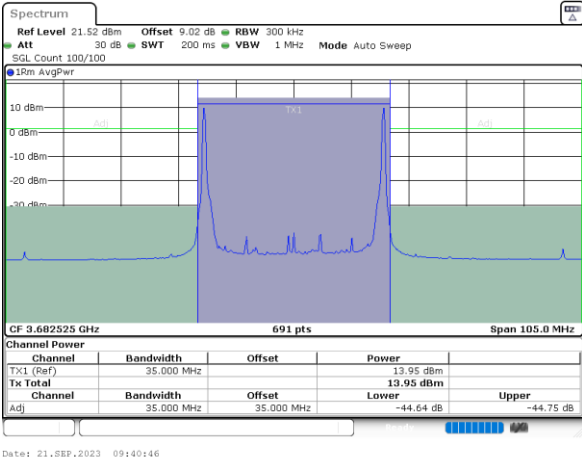 Spectrum
Ref Level 21.52 dBm Offset 9.02 dB RBW 300 kHz
Att 30 dB SWT 200 ms VBW 1 MHz Mode Auto Sweep
SGL Count 100/100
1Rm AvgPwr
10 dBm
TX1
Adj Adj
0 dBm
-10 dBm
-20 dBm
-30 dBm
CF 3.682525 GHz 691 pts Span 105.0 MHz
Channel Power
Channel Bandwidth Offset Power
TX1 (Ref) 35.000 MHz 13.95 dBm
Tx Total 13.95 dBm
Channel Bandwidth Offset Lower Upper
Adj 35.000 MHz 35.000 MHz -44.64 dB -44.75 dB
Ready
Date: 21.SEP.2023 09:40:46